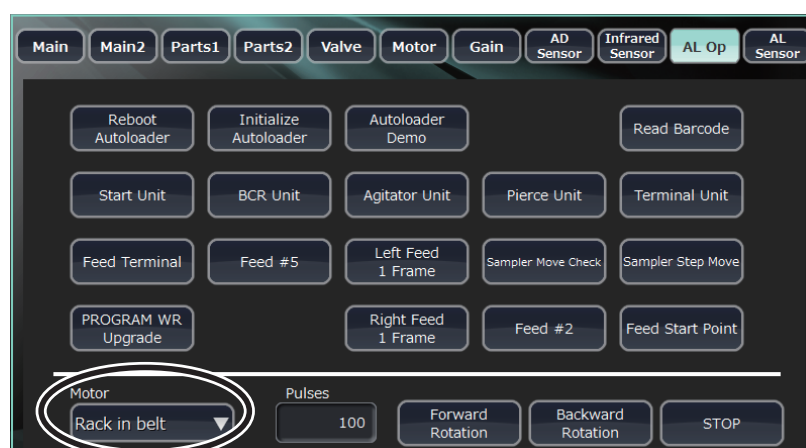 Main Main2 Parts1 Parts2 Valve Motor Gain AD Sensor Infrared Sensor AL Op AL Sensor
Reboot Autoloader Initialize Autoloader Autoloader Demo Read Barcode
Start Unit BCR Unit Agitator Unit Pierce Unit Terminal Unit
Feed Terminal Feed #5 Left Feed 1 Frame Sampler Move Check Sampler Step Move
PROGRAM WR Upgrade Right Feed 1 Frame Feed #2 Feed Start Point
Motor Pulses
Rack in belt 100 Forward Rotation Backward Rotation STOP